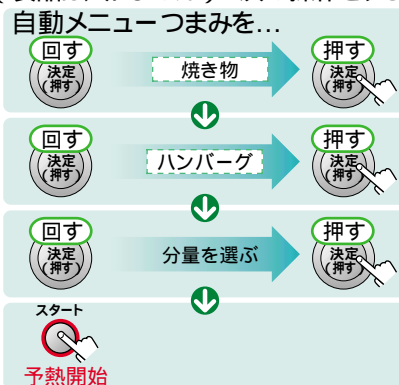 自動メニューつまみを…
回す
決定
(押す)
焼き物
押す
決定
(押す)
回す
決定
(押す)
ハンバーグ
押す
決定
(押す)
回す
決定
(押す)
分量を選ぶ
押す
決定
(押す)
スタート
予熱開始